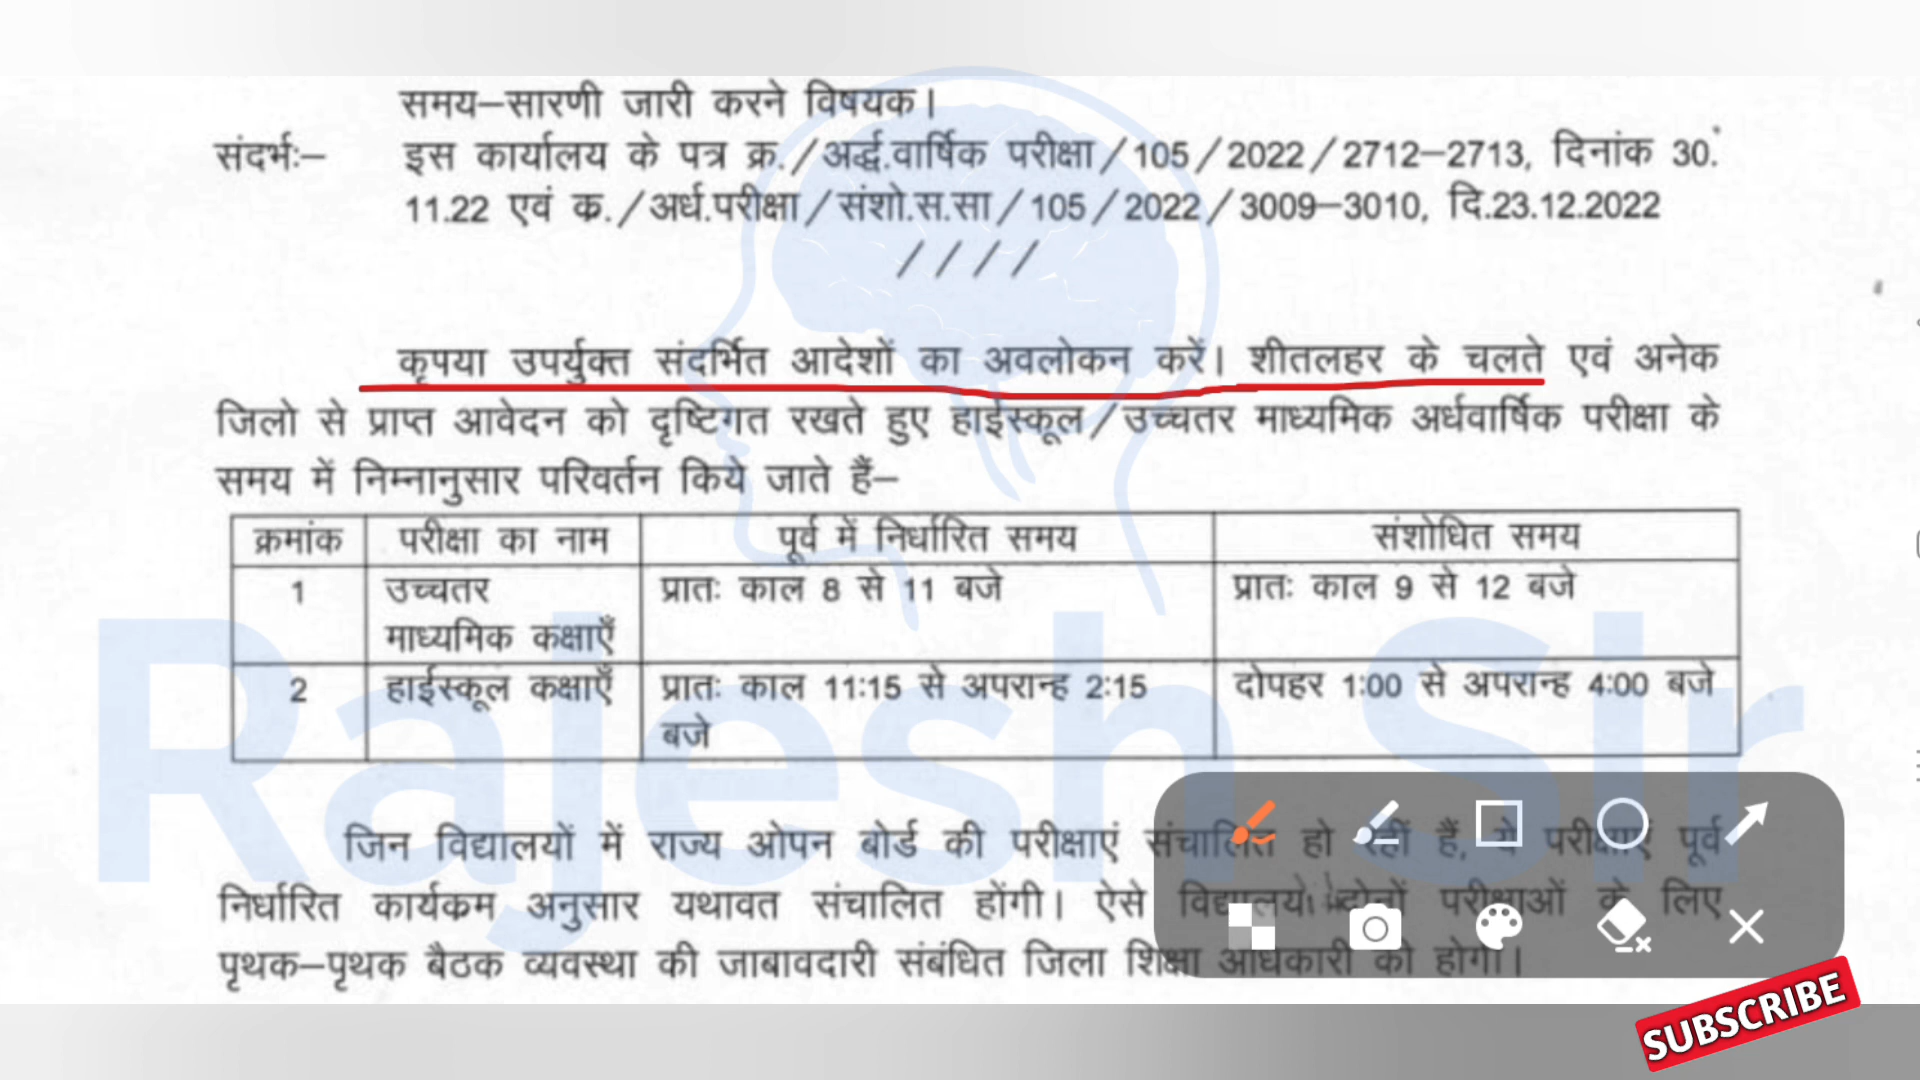 समय–सारणी जारी करने विषयक।
संदर्भः– इस कार्यालय के पत्र क्र./अर्द्ध.वार्षिक परीक्षा/105/2022/2712–2713, दिनांक 30.
11.22 एवं क./अर्ध.परीक्षा/संशो.स.सा/105/2022/3009–3010, दि.23.12.2022
////
कृपया उपर्युक्त संदर्भित आदेशों का अवलोकन करें। शीतलहर के चलते एवं अनेक
जिलो से प्राप्त आवेदन को दृष्टिगत रखते हुए हाईस्कूल/उच्चतर माध्यमिक अर्धवार्षिक परीक्षा के
समय में निम्नानुसार परिवर्तन किये जाते हैं–
क्रमांक परीक्षा का नाम पूर्व में निर्धारित समय संशोधित समय
1 उच्चतर प्रातः काल 8 से 11 बजे प्रातः काल 9 से 12 बजे
माध्यमिक कक्षाएँ
2 हाईस्कूल कक्षाएँ प्रातः काल 11:15 से अपरान्ह 2:15 दोपहर 1:00 से अपरान्ह 4:00 बजे
बजे
जिन विद्यालयों में राज्य ओपन बोर्ड की परीक्षाएं संचालित हो रही हैं, ये परीक्षाएं पूर्व
निर्धारित कार्यकम अनुसार यथावत संचालित होंगी। ऐसे विद्यालय दोनों परीक्षाओं के लिए
पृथक–पृथक बैठक व्यवस्था की जाबावदारी संबंधित जिला शिक्षा अधिकारी की होगी।
Rajesh Sir
SUBSCRIBE